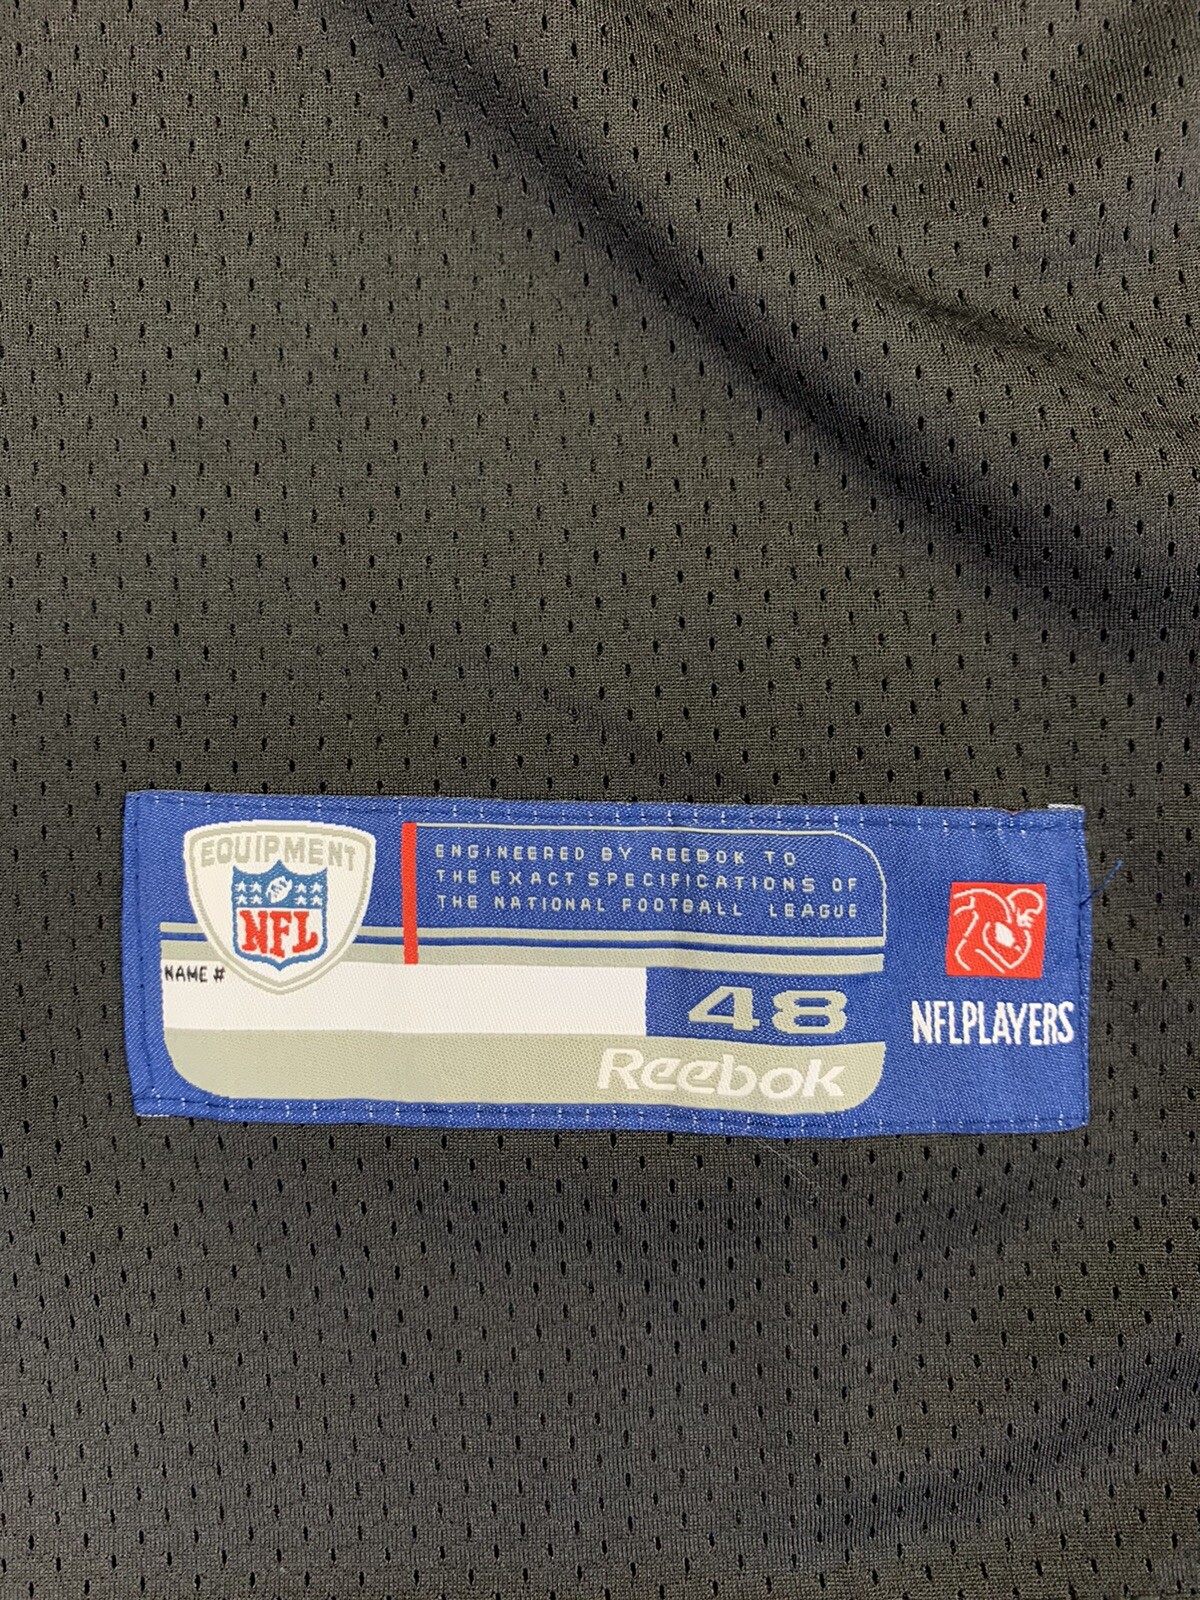 EQUIPMENT
NFL
ENGINEERED BY REEBOK TO
THE EXACT SPECIFICATIONS OF
THE NATIONAL FOOTBALL LEAGUE
NAME #
48
Reebok
NFLPLAYERS